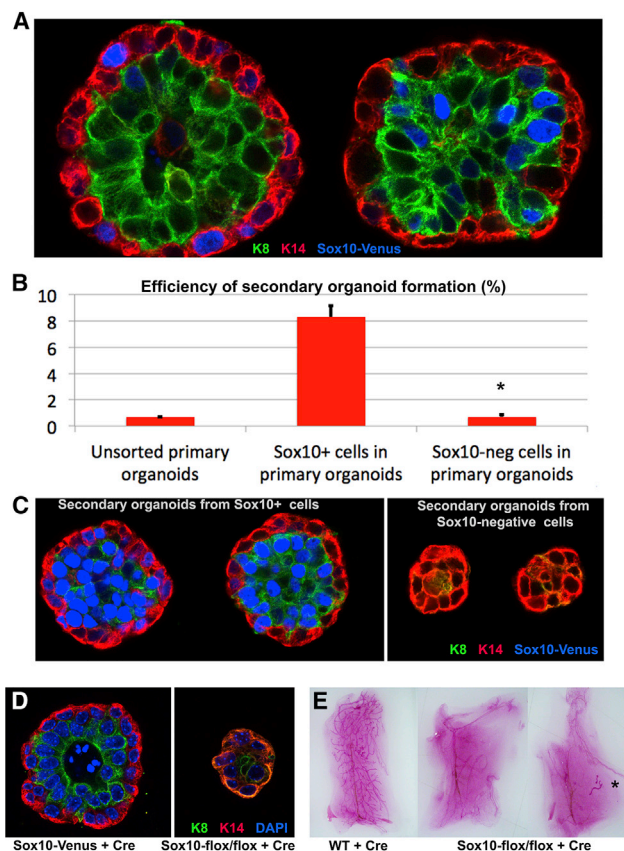 A
K8 K14 Sox10-Venus
B
Efficiency of secondary organoid formation (%)
10
8
6
4
2
0
*
Unsorted primary organoids
Sox10+ cells in primary organoids
Sox10-neg cells in primary organoids
C
Secondary organoids from Sox10+ cells
Secondary organoids from
Sox10-negative cells
K8 K14 Sox10-Venus
D
K8 K14 DAPI
Sox10-Venus + Cre
Sox10-flox/flox + Cre
E
*
WT + Cre
Sox10-flox/flox + Cre